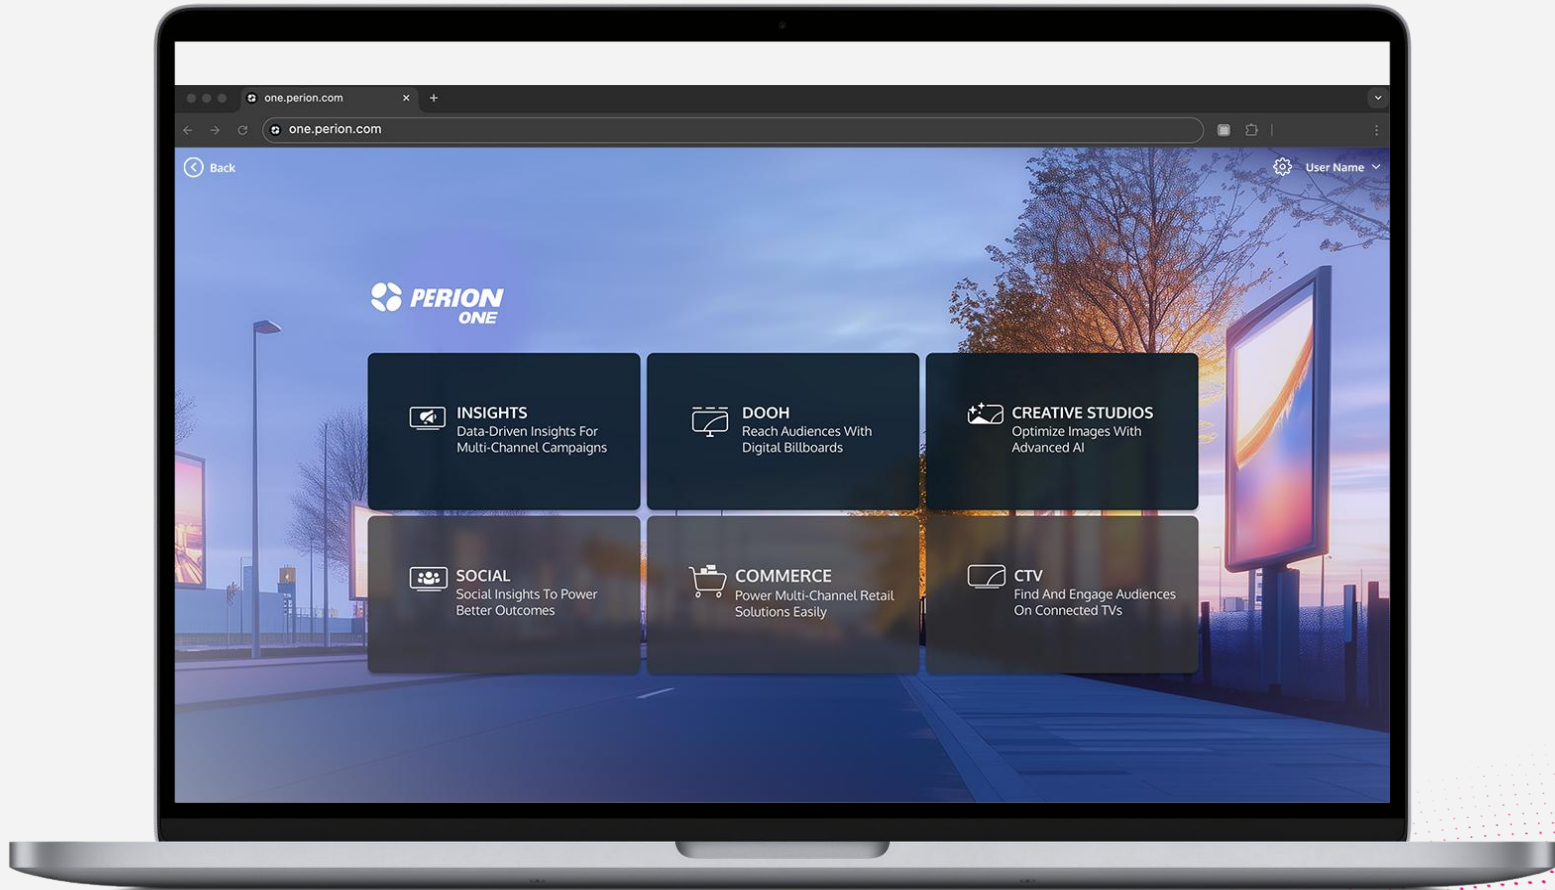 one.perion.com
one.perion.com
Back
User Name
PERION
ONE
INSIGHTS
Data-Driven Insights For
Multi-Channel Campaigns
DOOH
Reach Audiences With
Digital Billboards
CREATIVE STUDIOS
Optimize Images With
Advanced AI
SOCIAL
Social Insights To Power
Better Outcomes
COMMERCE
Power Multi-Channel Retail
Solutions Easily
CTV
Find And Engage Audiences
On Connected TVs